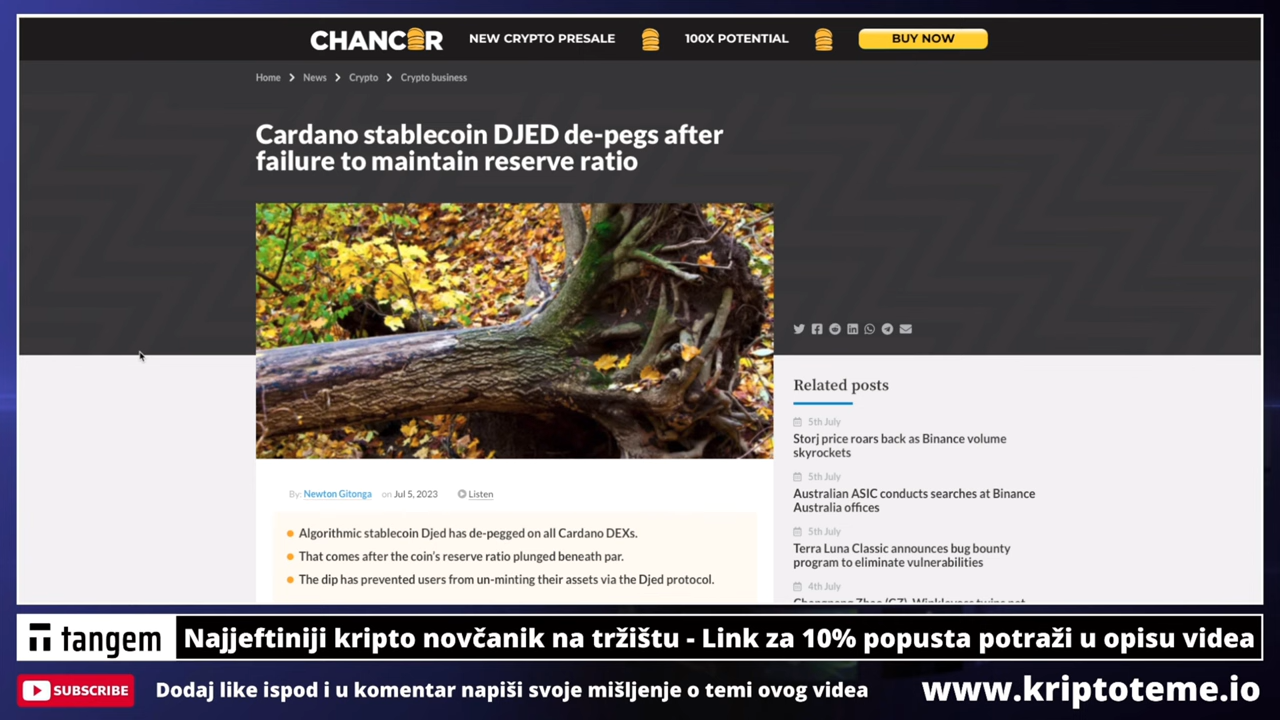 CHANCER
NEW CRYPTO PRESALE
100X POTENTIAL
BUY NOW
Home
News
Crypto
Crypto business
Cardano stablecoin DJED de-pegs after
failure to maintain reserve ratio
By: Newton Gitonga on Jul 5, 2023
Listen
Algorithmic stablecoin Djed has de-pegged on all Cardano DEXs.
That comes after the coin's reserve ratio plunged beneath par.
The dip has prevented users from un-minting their assets via the Djed protocol.
Related posts
5th July
Storj price roars back as Binance volume
skyrockets
5th July
Australian ASIC conducts searches at Binance
Australia offices
5th July
Terra Luna Classic announces bug bounty
program to eliminate vulnerabilities
4th July
tangem
Najjeftiniji kripto novčanik na tržištu - Link za 10% popusta potraži u opisu videa
SUBSCRIBE
Dodaj like ispod i u komentar napiši svoje mišljenje o temi ovog videa
www.kriptoteme.io